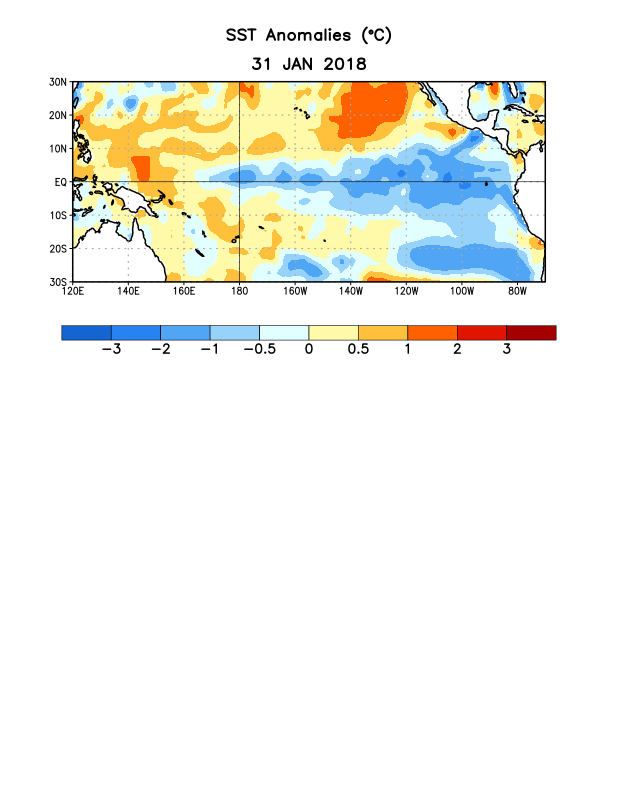 SST Anomalies (°C)
31 JAN 2018
30N
20N
10N
EQ
10S
20S
30S
120E 140E 160E 180 160W 140W 120W 100W 80W
−3 −2 −1 −0.5 0 0.5 1 2 3